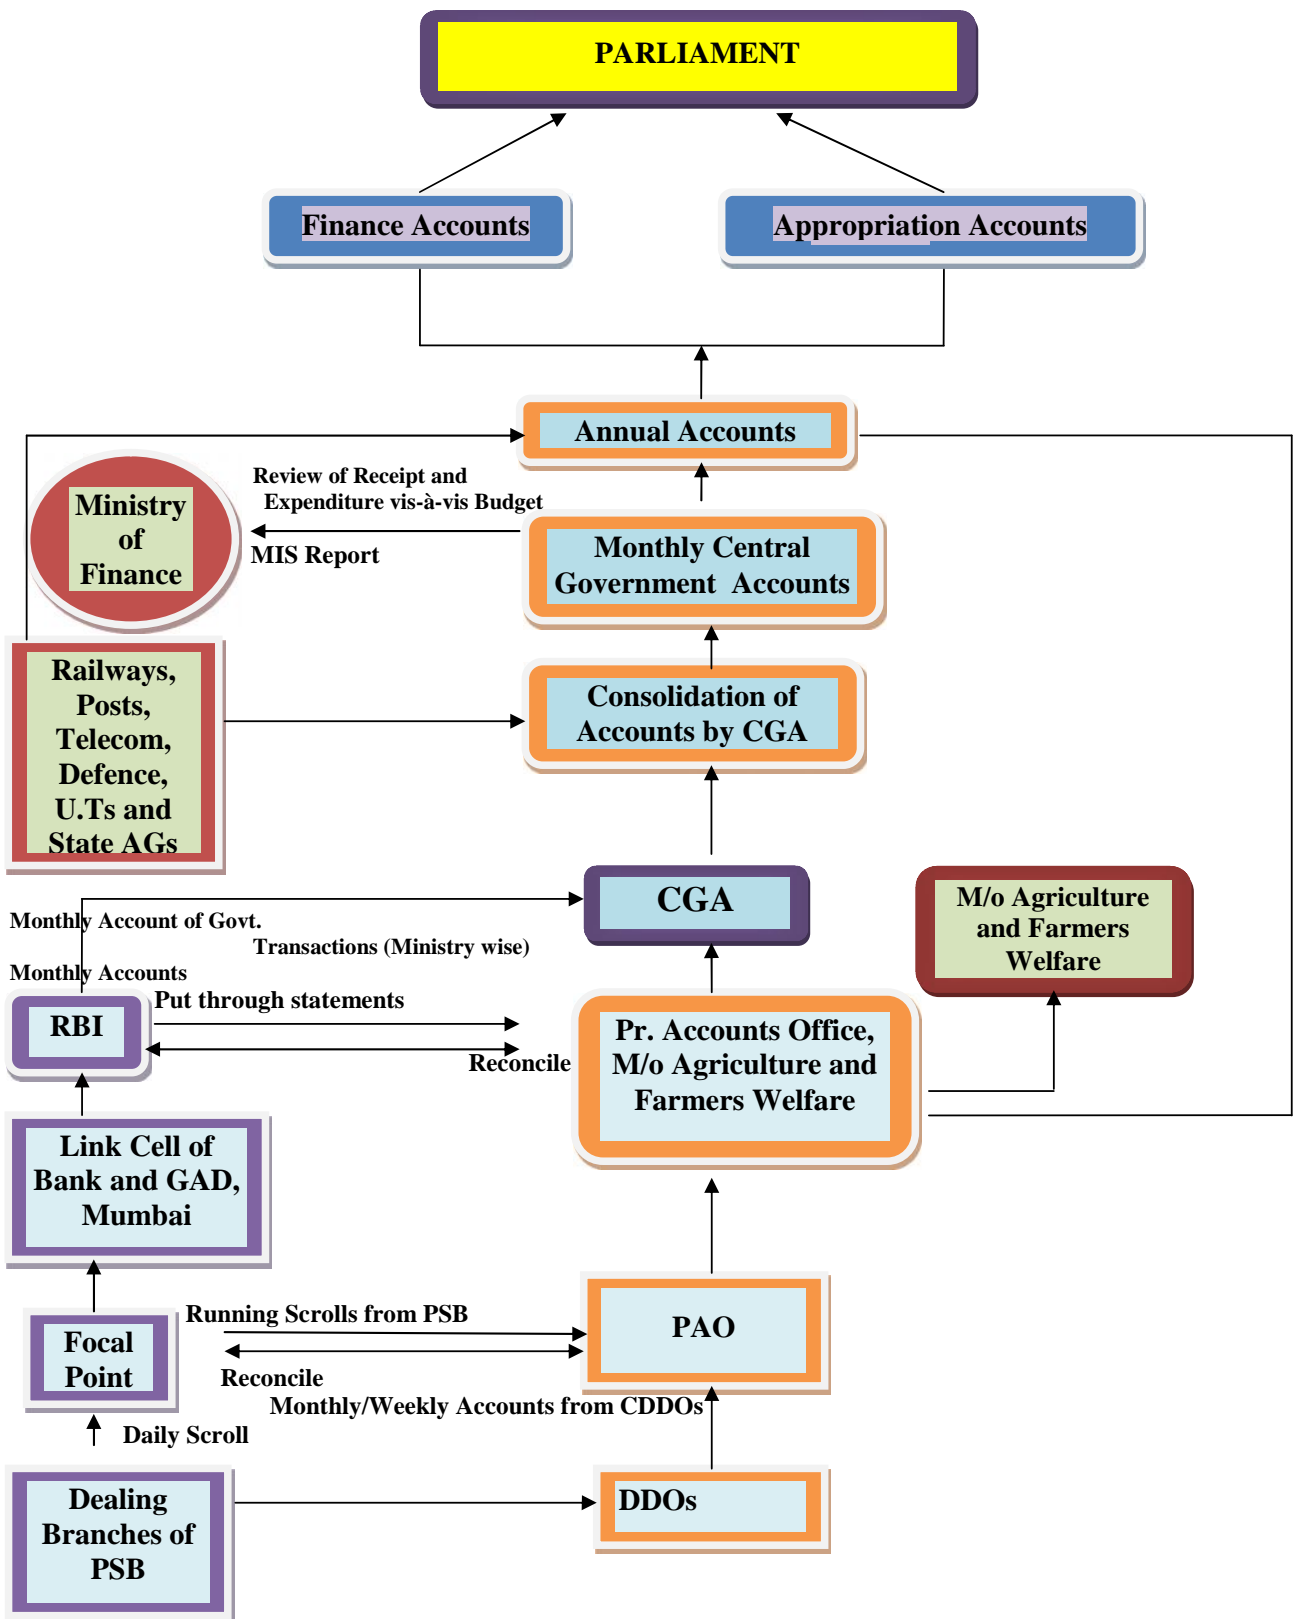 PARLIAMENT
Finance Accounts
Appropriation Accounts
Annual Accounts
Review of Receipt and
Expenditure vis-à-vis Budget
MIS Report
Ministry
of
Finance
Monthly Central
Government Accounts
Railways,
Posts,
Telecom,
Defence,
U.Ts and
State AGs
Consolidation of
Accounts by CGA
CGA
M/o Agriculture
and Farmers
Welfare
Monthly Account of Govt.
Transactions (Ministry wise)
Monthly Accounts
Put through statements
RBI
Reconcile
Pr. Accounts Office,
M/o Agriculture and
Farmers Welfare
Link Cell of
Bank and GAD,
Mumbai
Running Scrolls from PSB
Focal
Point
PAO
Reconcile
Monthly/Weekly Accounts from CDDOs
Daily Scroll
Dealing
Branches of
PSB
DDOs